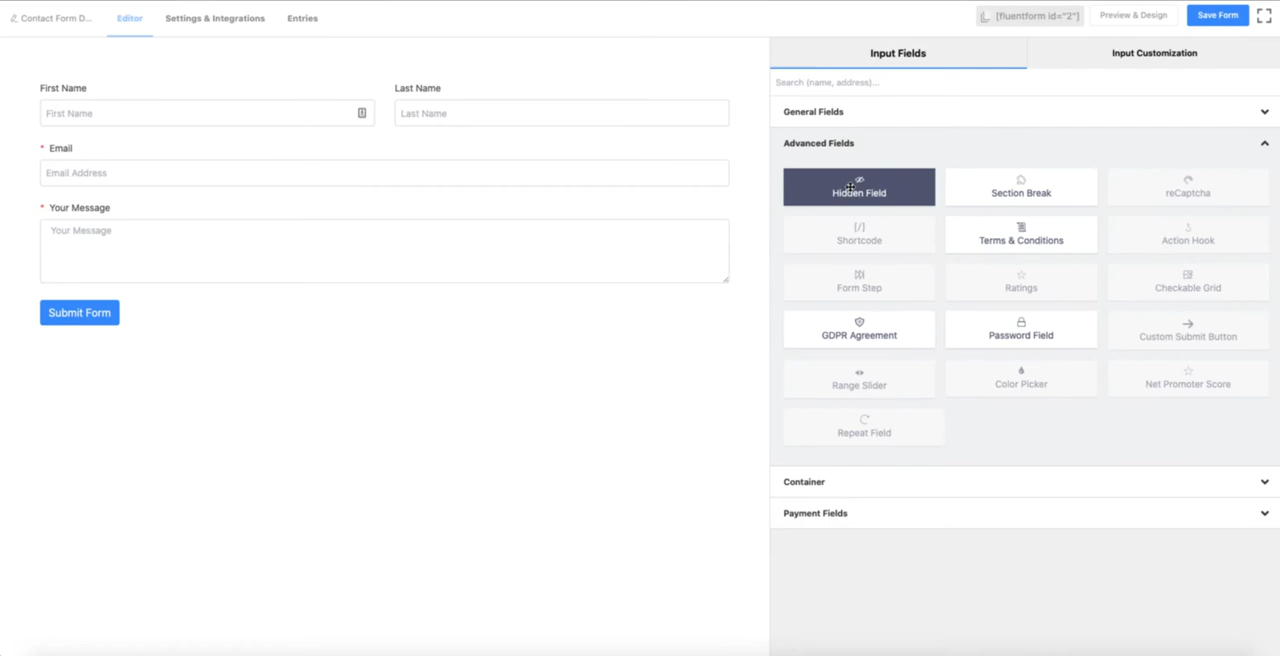 Contact Form D... Editor Settings & Integrations Entries [fluentform id="2"] Preview & Design Save Form
Input Fields Input Customization
Search (name, address)...
First Name Last Name
First Name Last Name
* Email
Email Address
* Your Message
Your Message
Submit Form
General Fields
Advanced Fields
Hidden Field Section Break reCaptcha
[/]
Shortcode Terms & Conditions Action Hook
Form Step Ratings Checkable Grid
GDPR Agreement Password Field Custom Submit Button
Range Slider Color Picker Net Promoter Score
Repeat Field
Container
Payment Fields